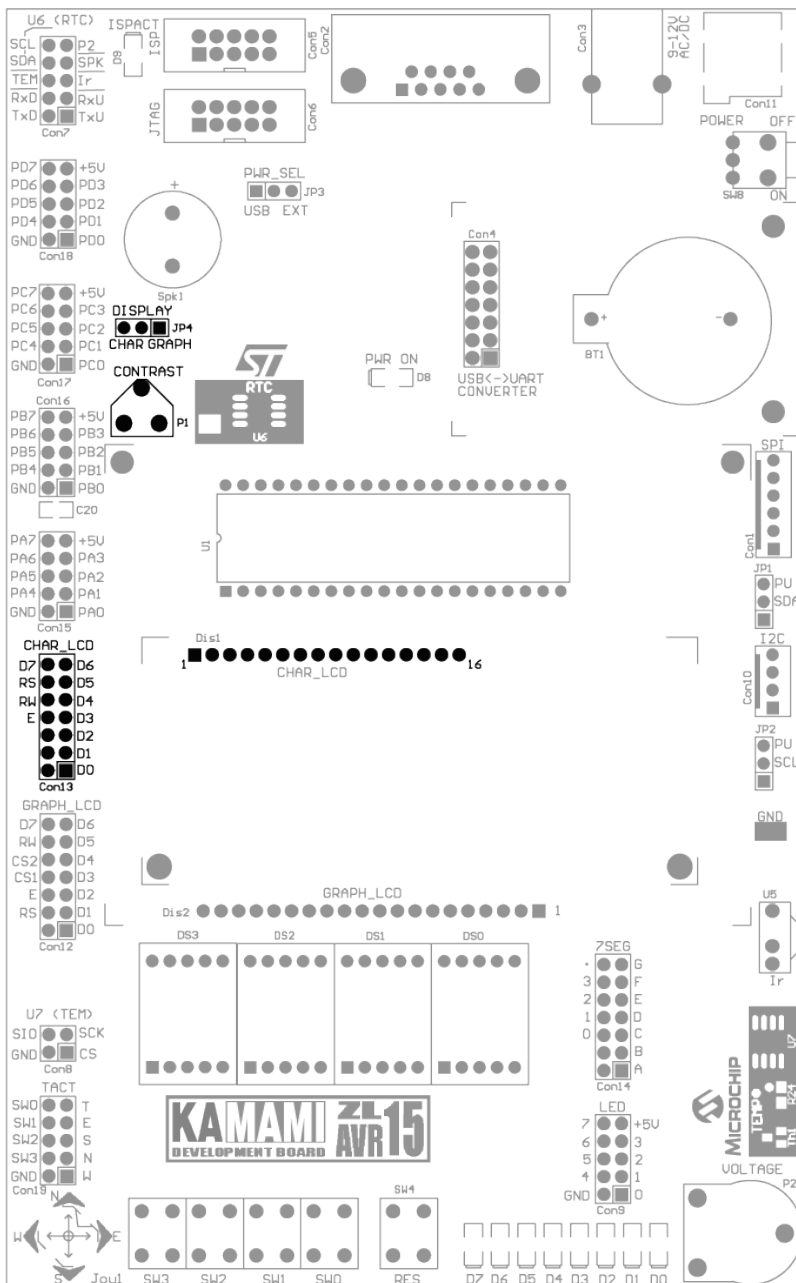 U6 (RTC)
ISPACT
SCL P2
SDA SPK
TEM Ir
RxD RxU
TxD TxU
Con7
D9
ISP
Con5
JTAG
Con6
Con2
Con3
9-12V
AC/DC
Con11
POWER OFF
SW8 ON
PD7 +5V
PD6 PD3
PD5 PD2
PD4 PD1
GND PD0
Con18
+
Spk1
PWR_SEL
JP3
USB EXT
Con4
USB<->UART
CONVERTER
+ -
BT1
PC7 +5V
PC6 PC3
PC5 PC2
PC4 PC1
GND PC0
Con17
DISPLAY
JP4
CHAR GRAPH
CONTRAST
P1
ST
RTC
U6
PWR ON
D8
Con16
PB7 +5V
PB6 PB3
PB5 PB2
PB4 PB1
GND PB0
C20
U1
SPI
Con1
JP1
PU
SDA
PA7 +5V
PA6 PA3
PA5 PA2
PA4 PA1
GND PA0
Con15
I2C
Con10
JP2
PU
SCL
GND
CHAR_LCD
D7 D6
RS D5
RW D4
E D3
D2
D1
D0
Con13
Dis1
1 16
CHAR_LCD
GRAPH_LCD
D7 D6
RW D5
CS2 D4
CS1 D3
E D2
RS D1
D0
Con12
GRAPH_LCD
Dis2 1
DS3 DS2 DS1 DS0
7SEG
. G
3 F
2 E
1 D
0 C
B
A
Con14
U5
Ir
U7 (TEM)
SIO SCK
GND CS
Con8
TACT
SW0 T
SW1 E
SW2 S
SW3 N
GND W
Con19
KAMAMI
DEVELOPMENT BOARD
ZL
AVR
15
LED
7 +5V
6 3
5 2
4 1
GND 0
Con9
MICROCHIP
TEMP
U7
R24
TH1
VOLTAGE
P2
N
W E
S Joy1
SW3 SW2 SW1 SW0
SW4
RES
D7 D6 D5 D4 D3 D2 D1 D0